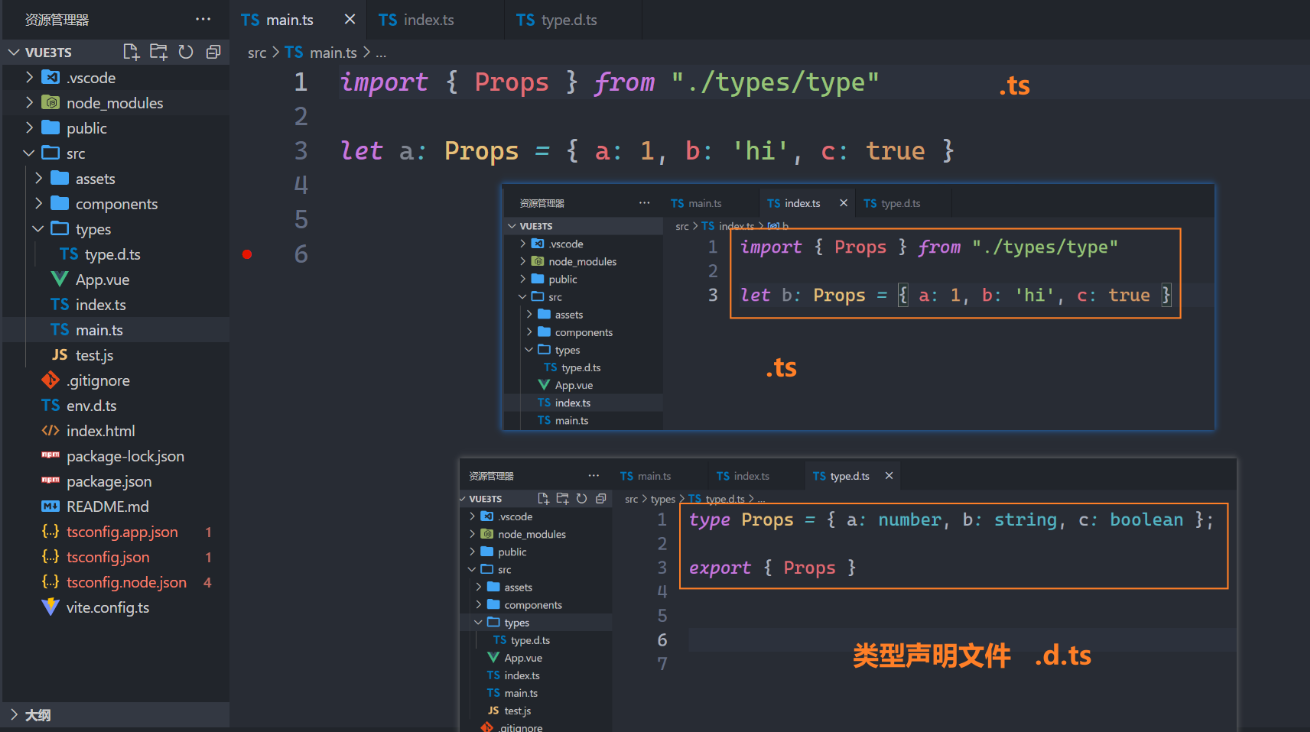 资源管理器 ···
TS main.ts × TS index.ts TS type.d.ts
VUE3TS
src > TS main.ts > ...
.vscode
node_modules
public
src
assets
components
types
TS type.d.ts
App.vue
TS index.ts
TS main.ts
JS test.js
.gitignore
TS env.d.ts
<> index.html
npm package-lock.json
npm package.json
README.md
{..} tsconfig.app.json 1
{..} tsconfig.json 1
{..} tsconfig.node.json 4
vite.config.ts
大纲
1 import { Props } from "./types/type"
.ts
2
3 let a: Props = { a: 1, b: 'hi', c: true }
4
5
6
资源管理器 ···
TS main.ts TS index.ts × TS type.d.ts
VUE3TS
src > TS index.ts > b
.vscode
node_modules
public
src
assets
components
types
TS type.d.ts
App.vue
TS index.ts
TS main.ts
1 import { Props } from "./types/type"
2
3 let b: Props = { a: 1, b: 'hi', c: true }
.ts
资源管理器 ···
TS main.ts TS index.ts TS type.d.ts ×
VUE3TS
src > types > TS type.d.ts > ...
.vscode
node_modules
public
src
assets
components
types
TS type.d.ts
App.vue
TS index.ts
TS main.ts
JS test.js
.gitignore
1 type Props = { a: number, b: string, c: boolean };
2
3 export { Props }
4
5
6
7
类型声明文件 .d.ts